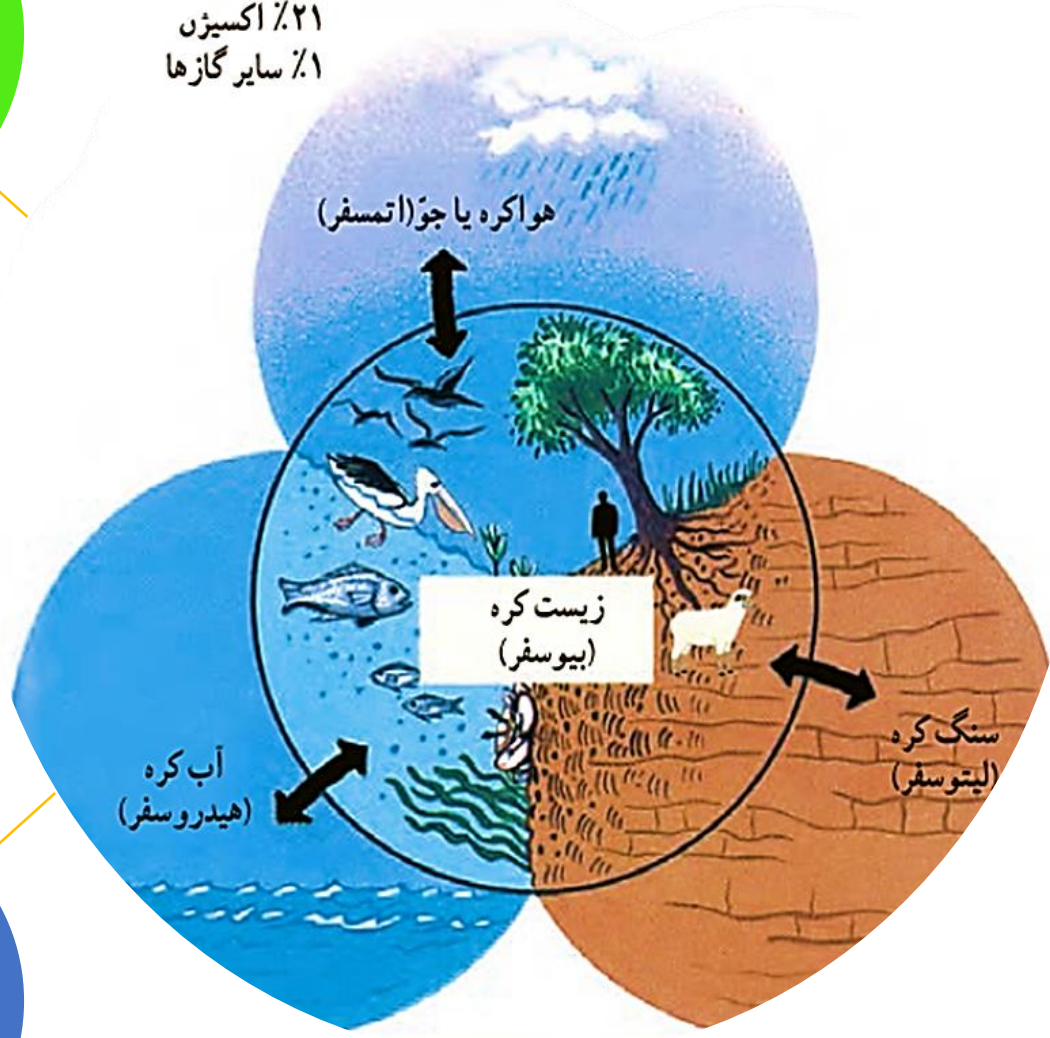 ۲۱٪ اکسیژن
۱٪ سایر گازها
هواکره یا جوّ(اتمسفر)
زیست کره
(بیوسفر)
سنگ کره
(لیتوسفر)
آب کره
(هیدروسفر)